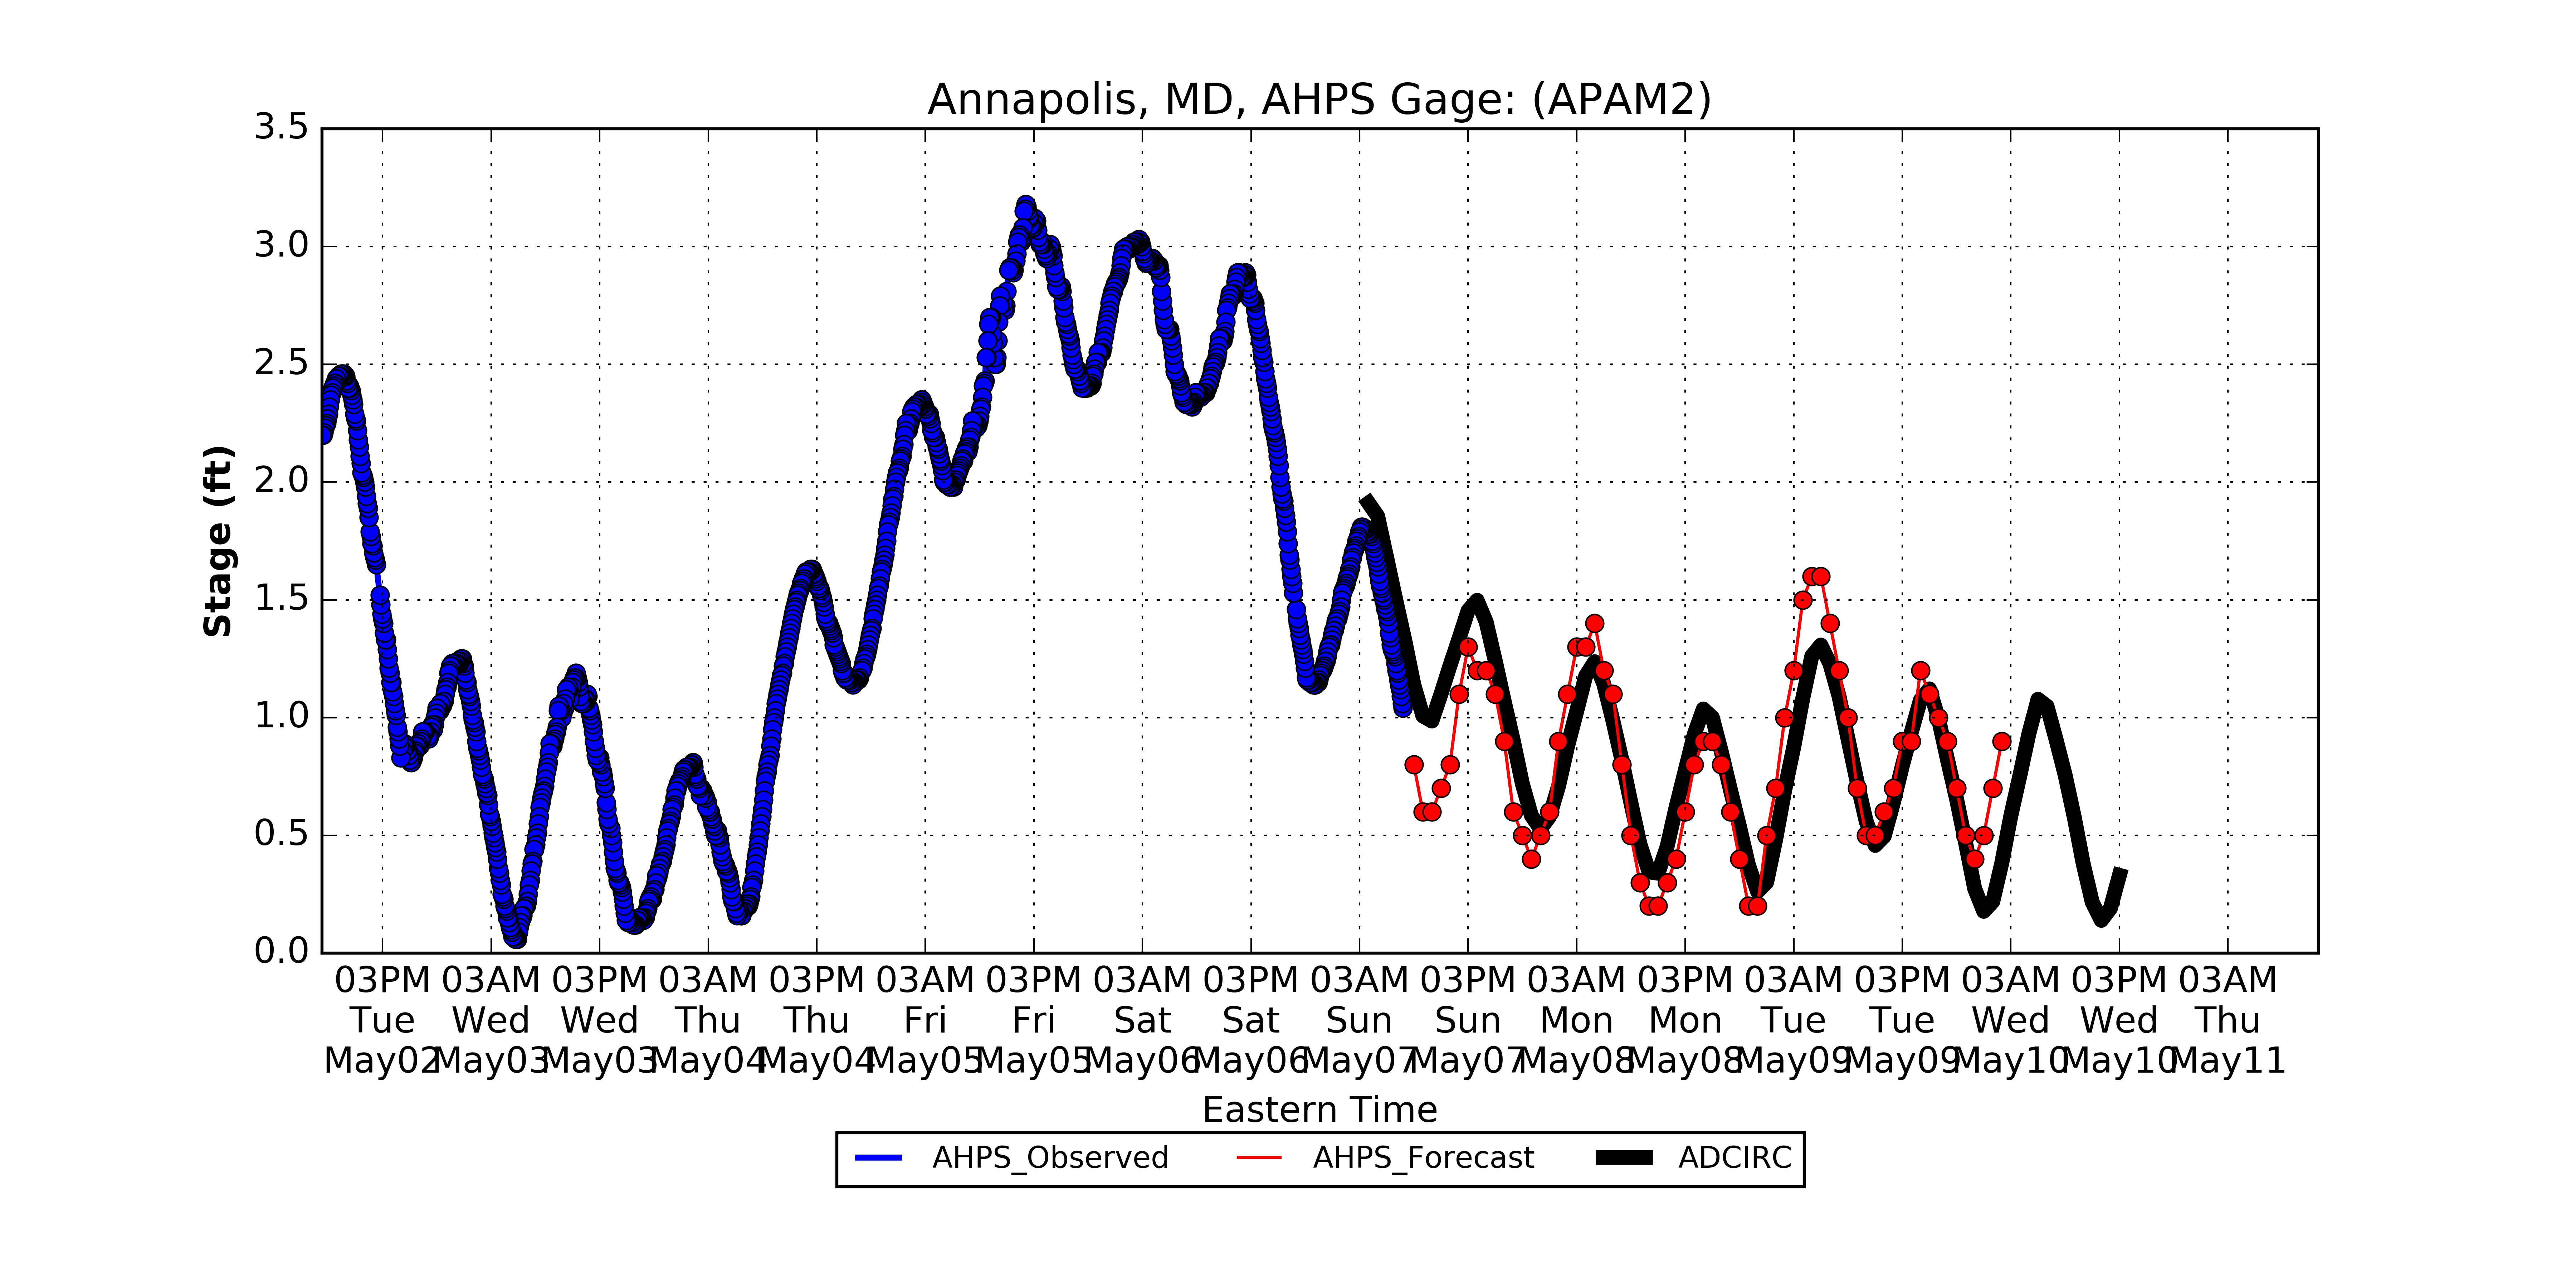 Annapolis, MD, AHPS Gage: (APAM2)
3.5
3.0
2.5
2.0
1.5
1.0
0.5
0.0
Stage (ft)
03PM 03AM 03PM 03AM 03PM 03AM 03PM 03AM 03PM 03AM 03PM 03AM 03PM 03AM 03PM 03AM 03PM 03AM
Tue Wed Wed Thu Thu Fri Fri Sat Sat Sun Sun Mon Mon Tue Tue Wed Wed Thu
May02 May03 May03 May04 May04 May05 May05 May06 May06 May07 May07 May08 May08 May09 May09 May10 May10 May11
Eastern Time
AHPS_Observed AHPS_Forecast ADCIRC